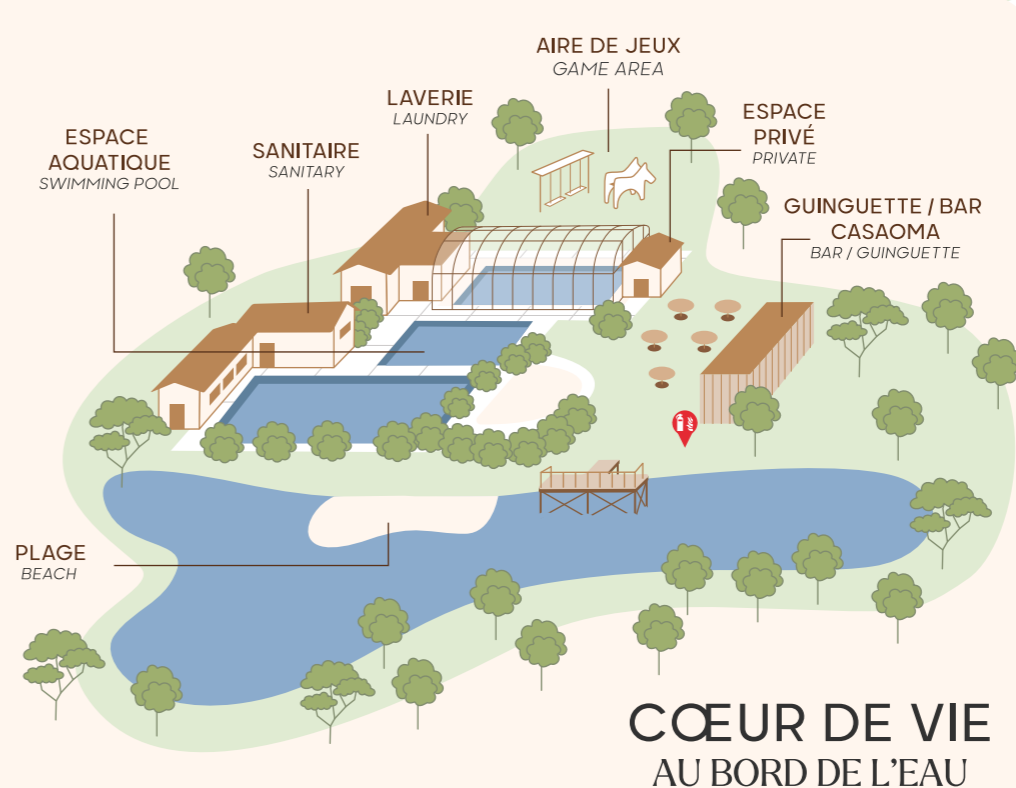 AIRE DE JEUX
GAME AREA
LAVERIE
LAUNDRY
ESPACE
PRIVÉ
PRIVATE
ESPACE
AQUATIQUE
SWIMMING POOL
SANITAIRE
SANITARY
GUINGUETTE / BAR
CASAOMA
BAR / GUINGUETTE
PLAGE
BEACH
CŒUR DE VIE
AU BORD DE L'EAU